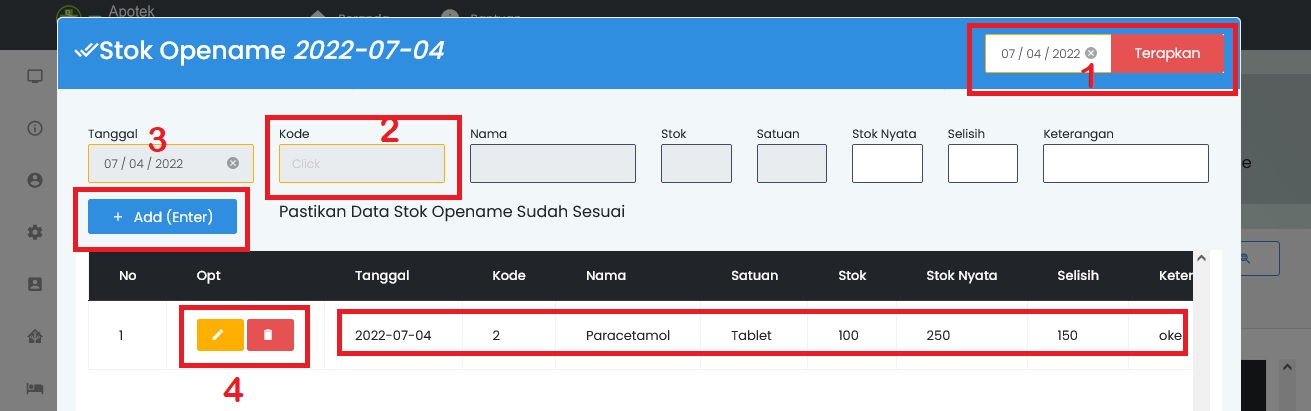 Apotek
Beranda
Bantuan
Stok Opename 2022-07-04
07 / 04 / 2022
Terapkan
1
Tanggal
3
Kode
2
Nama
Stok
Satuan
Stok Nyata
Selisih
Keterangan
07 / 04 / 2022
Click
+ Add (Enter)
Pastikan Data Stok Opename Sudah Sesuai
No Opt Tanggal Kode Nama Satuan Stok Stok Nyata Selisih Keter
1 2022-07-04 2 Paracetamol Tablet 100 250 150 oke
4
e